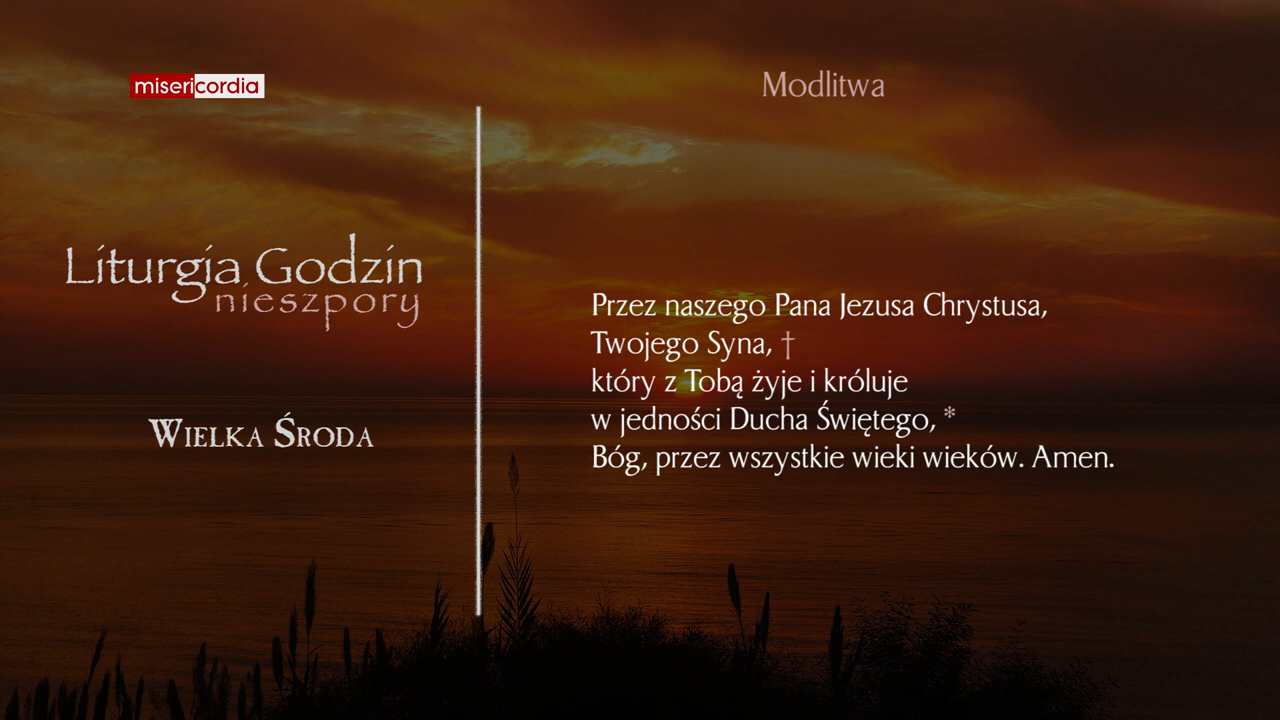 misericordia
Modlitwa
Liturgia Godzin
nieszpory
Wielka Środa
Przez naszego Pana Jezusa Chrystusa,
Twojego Syna, †
który z Tobą żyje i króluje
w jedności Ducha Świętego, *
Bóg, przez wszystkie wieki wieków. Amen.